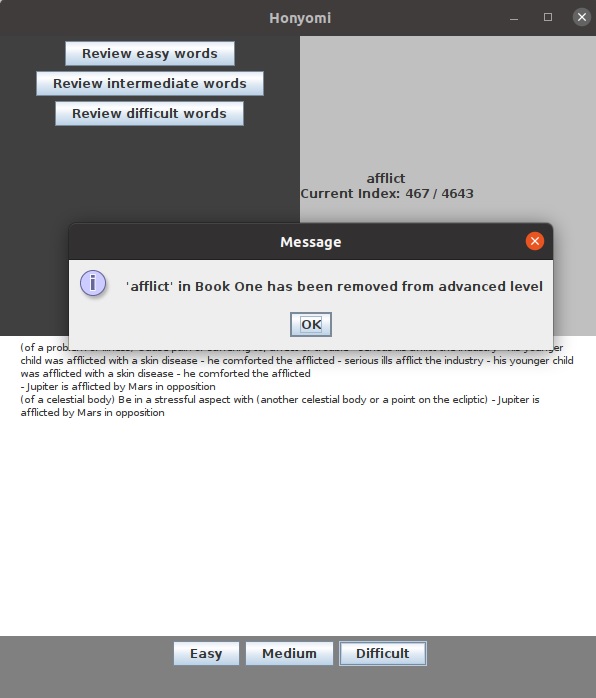 Honyomi
Review easy words
Review intermediate words
Review difficult words
afflict
Current Index: 467 / 4643
Message
'afflict' in Book One has been removed from advanced level
OK
(of a
child was afflicted with a skin disease - he comforted the afflicted - serious ills afflict the industry - his younger child
was afflicted with a skin disease - he comforted the afflicted
- Jupiter is afflicted by Mars in opposition
(of a celestial body) Be in a stressful aspect with (another celestial body or a point on the ecliptic) - Jupiter is
afflicted by Mars in opposition
Easy
Medium
Difficult